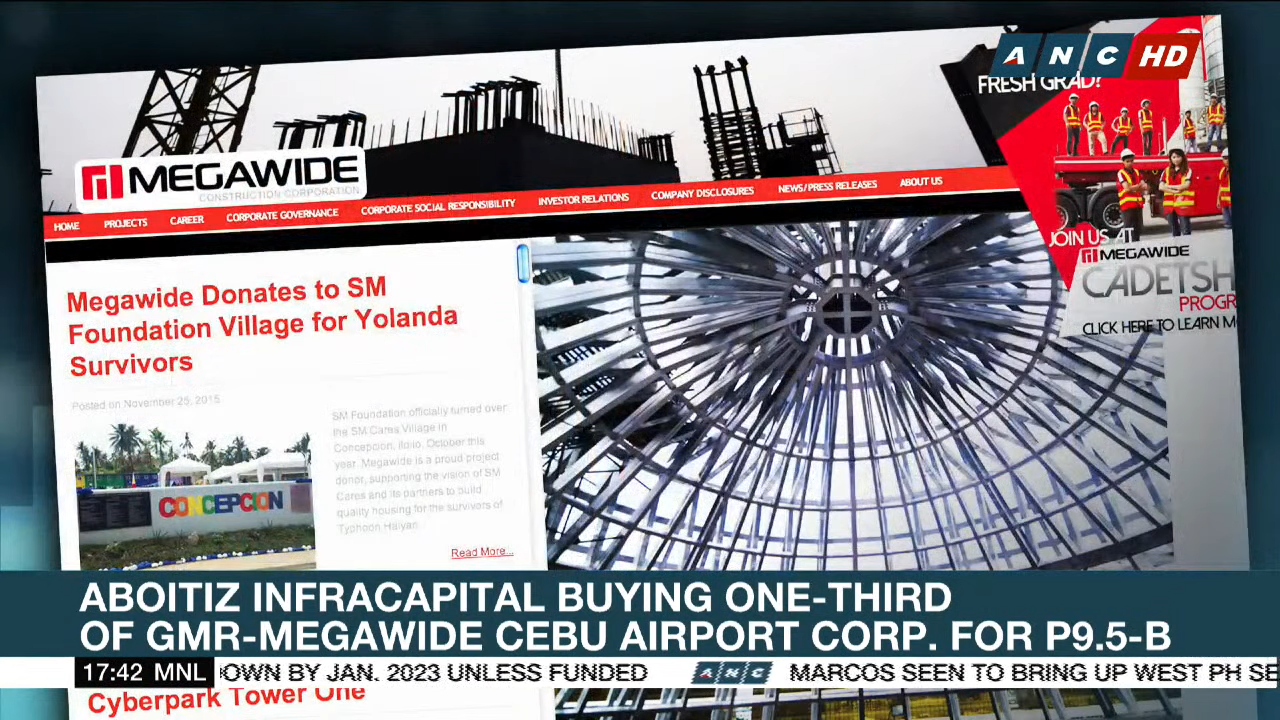 ANC HD
FRESH GRAD?
MEGAWIDE
CONSTRUCTION CORPORATION
HOME PROJECTS CAREER CORPORATE GOVERNANCE CORPORATE SOCIAL RESPONSIBILITY INVESTOR RELATIONS COMPANY DISCLOSURES NEWS/PRESS RELEASES ABOUT US
JOIN US AT
MEGAWIDE
CADETSH
PROGR
CLICK HERE TO LEARN M
Megawide Donates to SM
Foundation Village for Yolanda
Survivors
Posted on November 25, 2015
SM Foundation officially turned over
the SM Cares Village in
Concepcion, Iloilo, October this
year. Megawide is a proud project
donor, supporting the vision of SM
Cares and its partners to build
quality housing for the survivors of
Typhoon Haiyan.
CONCEPCION
Read More...
ABOITIZ INFRACAPITAL BUYING ONE-THIRD
OF GMR-MEGAWIDE CEBU AIRPORT CORP. FOR P9.5-B
17:42 MNL OWN BY JAN. 2023 UNLESS FUNDED ANC MARCOS SEEN TO BRING UP WEST PH SE
Cyberpark Tower One